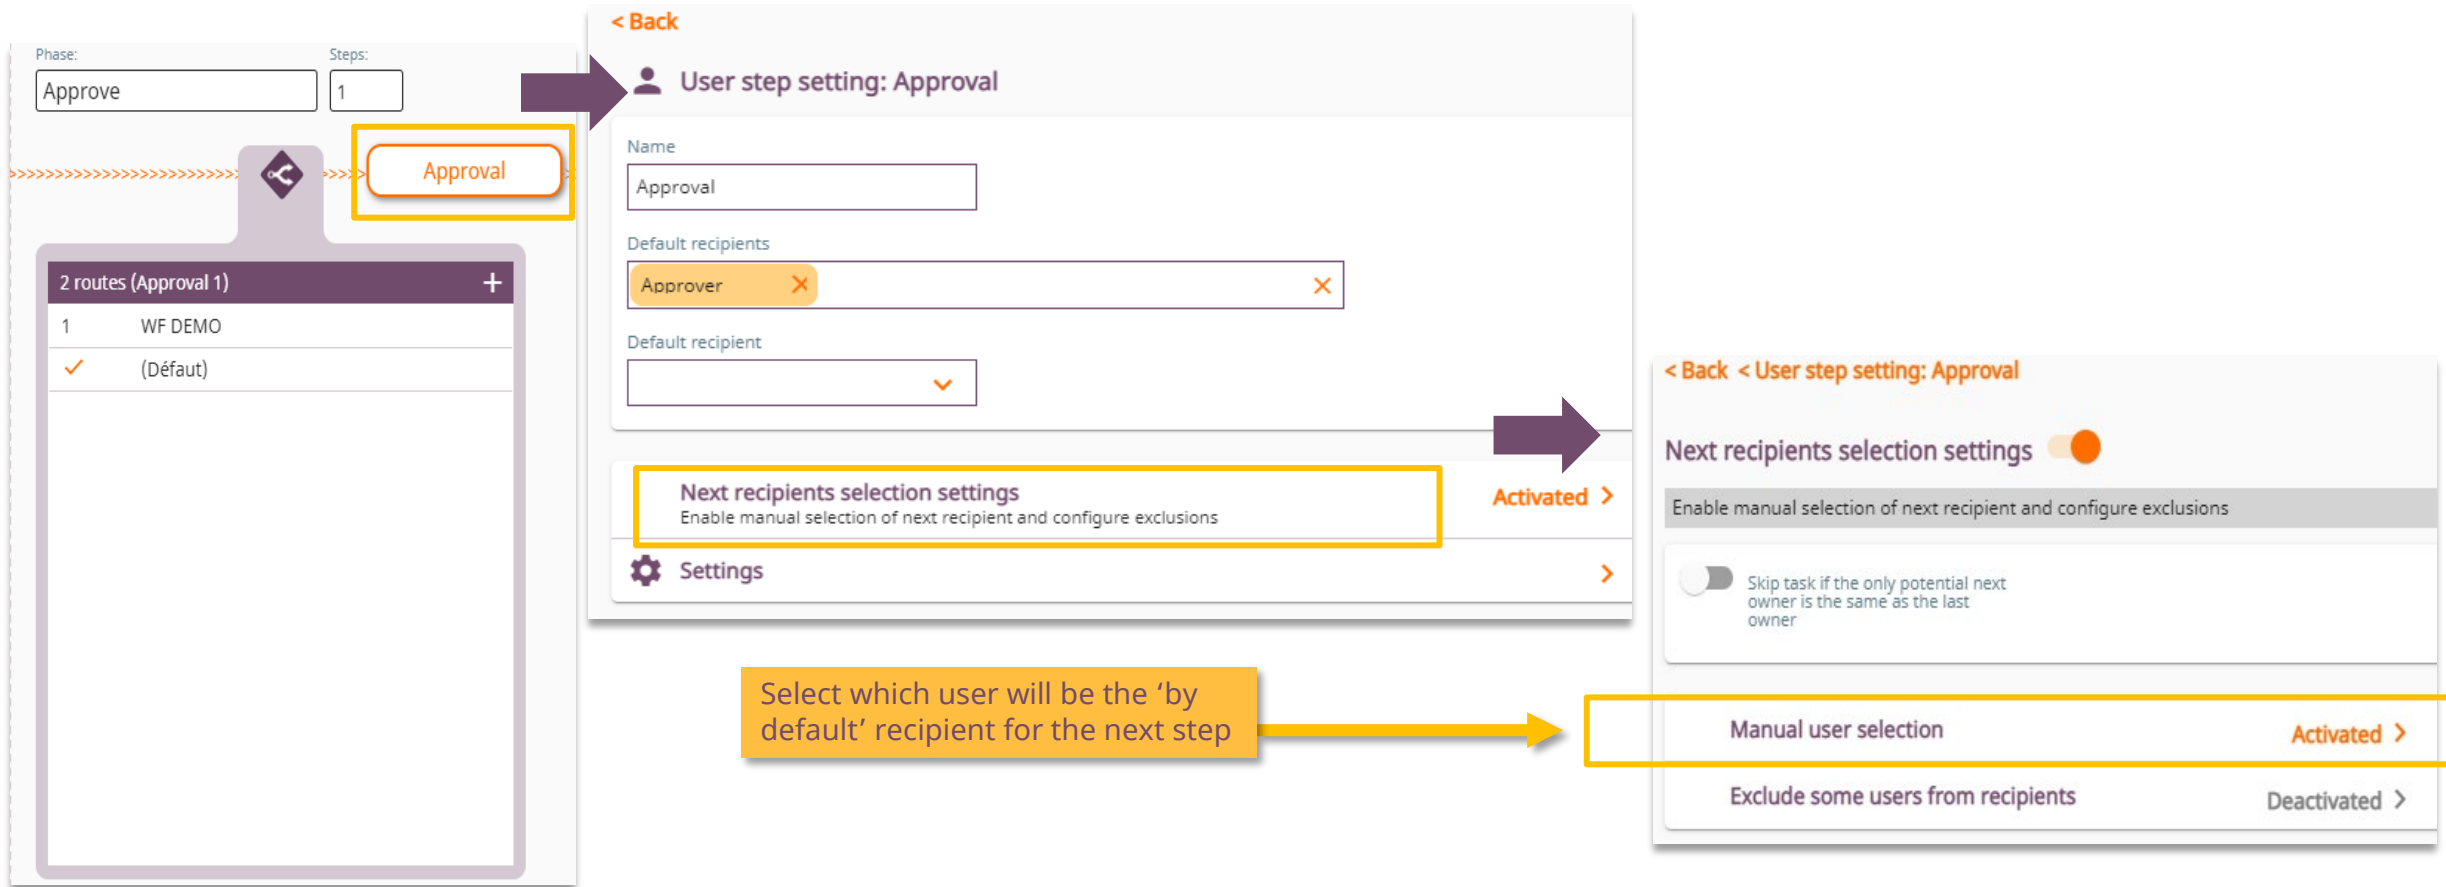 Phase:
Steps:
Approve
1
Approval
2 routes (Approval 1)
+
1 WF DEMO
(Défaut)
< Back
User step setting: Approval
Name
Approval
Default recipients
Approver
Default recipient
Next recipients selection settings
Enable manual selection of next recipient and configure exclusions
Activated >
Settings
>
Select which user will be the ‘by
default’ recipient for the next step
< Back < User step setting: Approval
Next recipients selection settings
Enable manual selection of next recipient and configure exclusions
Skip task if the only potential next
owner is the same as the last
owner
Manual user selection
Activated >
Exclude some users from recipients
Deactivated >